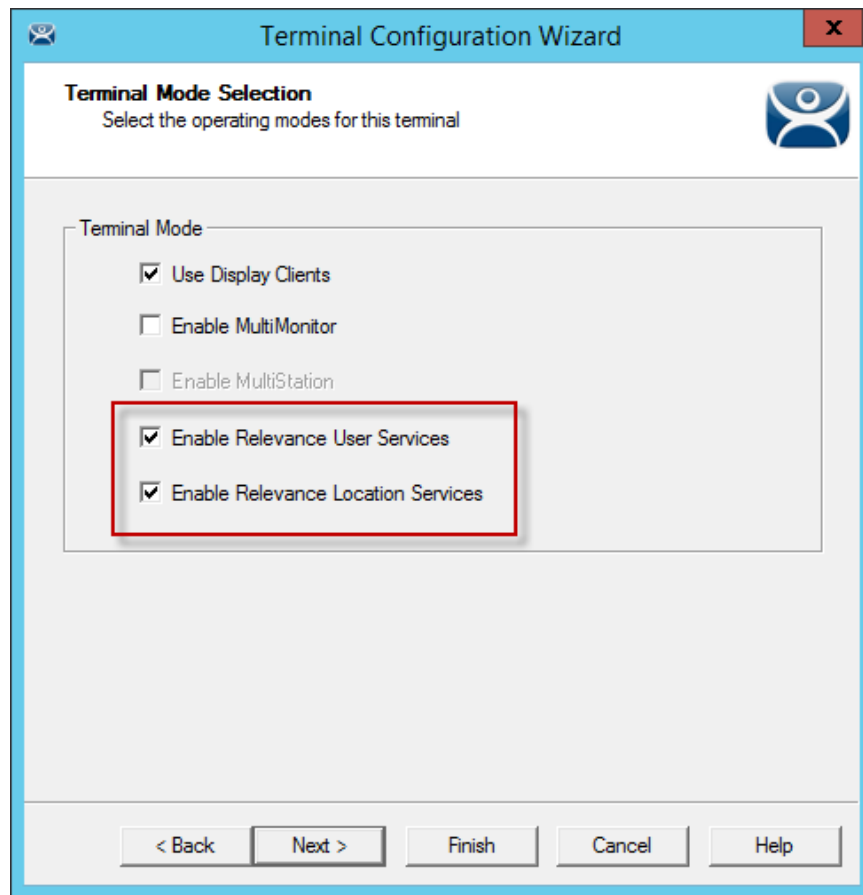 Terminal Configuration Wizard
x
Terminal Mode Selection
Select the operating modes for this terminal
Terminal Mode
Use Display Clients
Enable MultiMonitor
Enable MultiStation
Enable Relevance User Services
Enable Relevance Location Services
< Back Next > Finish Cancel Help